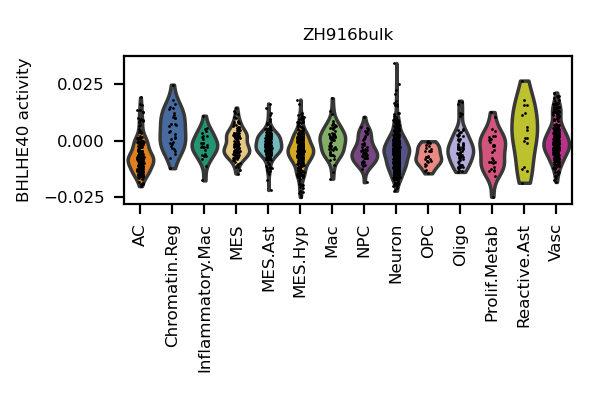 ZH916bulk
BHLHE40 activity
0.025
0.000
−0.025
AC
Chromatin.Reg
Inflammatory.Mac
MES
MES.Ast
MES.Hyp
Mac
NPC
Neuron
OPC
Oligo
Prolif.Metab
Reactive.Ast
Vasc